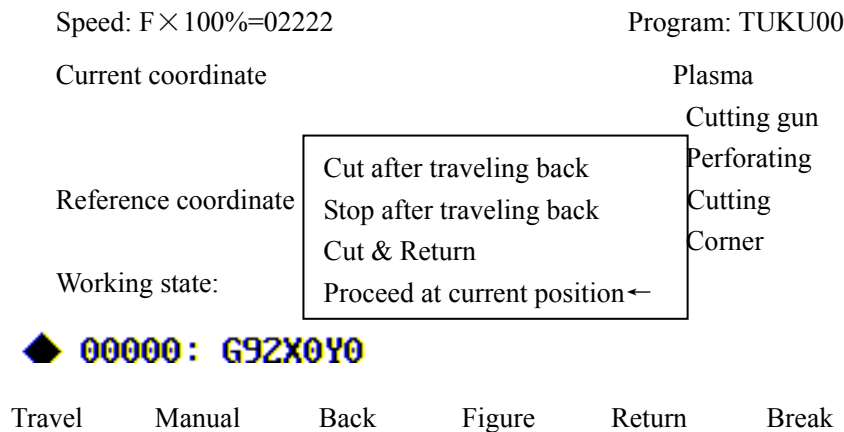 Speed: F×100%=02222 Program: TUKU00
Current coordinate Plasma
Cutting gun
Cut after traveling back Perforating
Reference coordinate Stop after traveling back Cutting
Cut & Return Corner
Working state: Proceed at current position←
00000: G92X0Y0
Travel Manual Back Figure Return Break